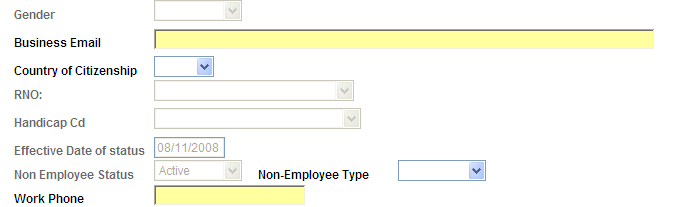 Gender
Business Email
Country of Citizenship
RNO:
Handicap Cd
Effective Date of status 08/11/2008
Non Employee Status Active Non-Employee Type
Work Phone